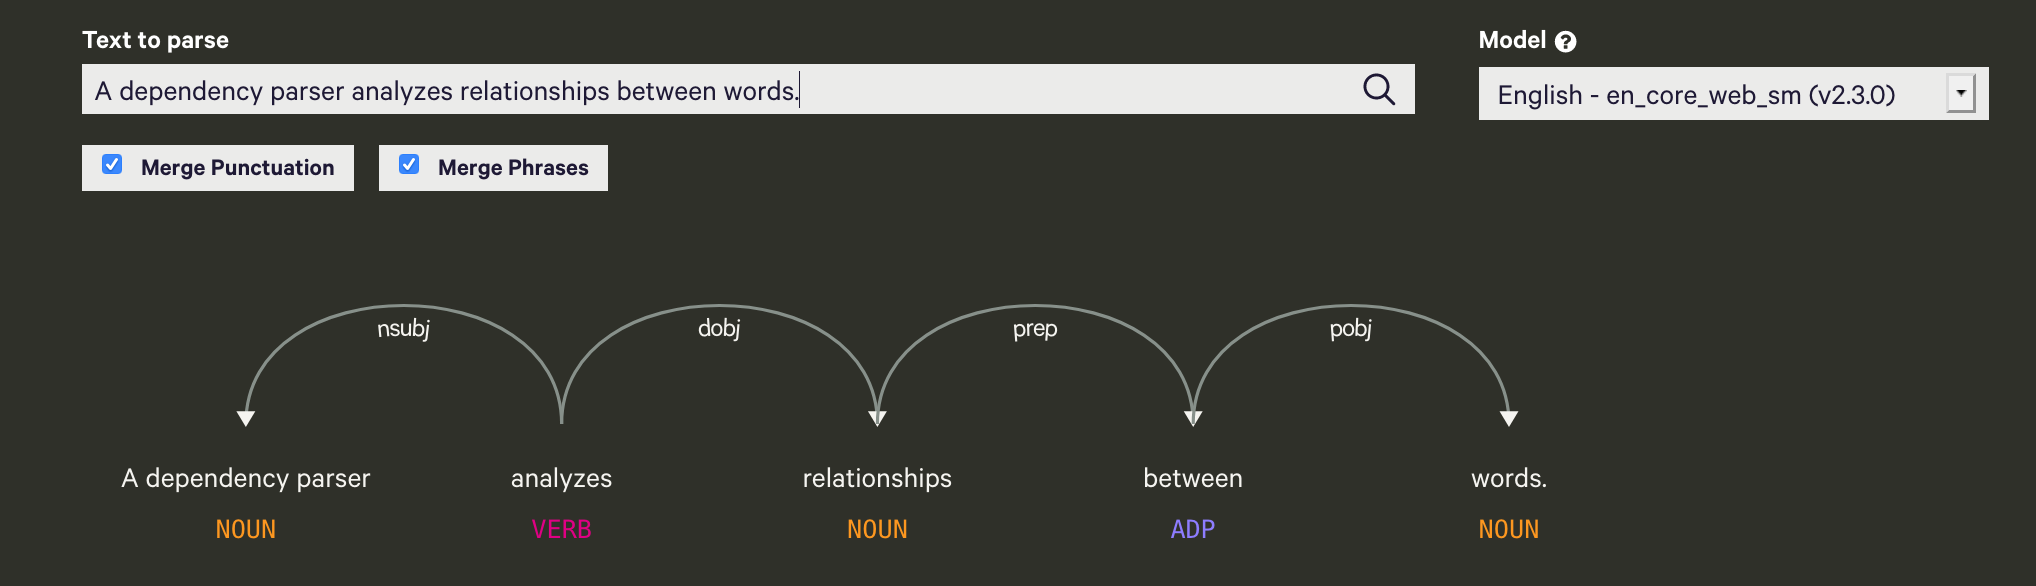 Text to parse
Model ?
A dependency parser analyzes relationships between words.
English - en_core_web_sm (v2.3.0)
Merge Punctuation
Merge Phrases
nsubj dobj prep pobj
A dependency parser analyzes relationships between words.
NOUN VERB NOUN ADP NOUN